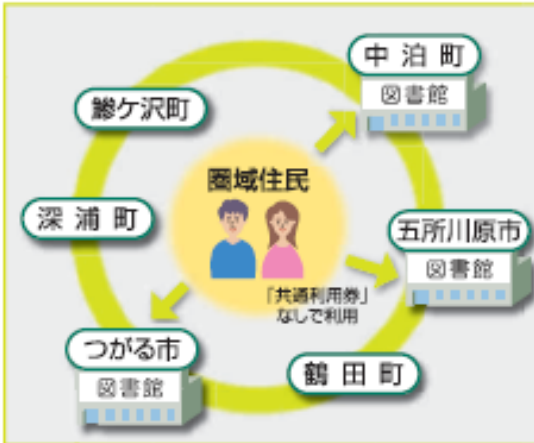 中泊町
図書館
鰺ケ沢町
圏域住民
深浦町
五所川原市
図書館
「共通利用券」
なしで利用
つがる市
図書館
鶴田町